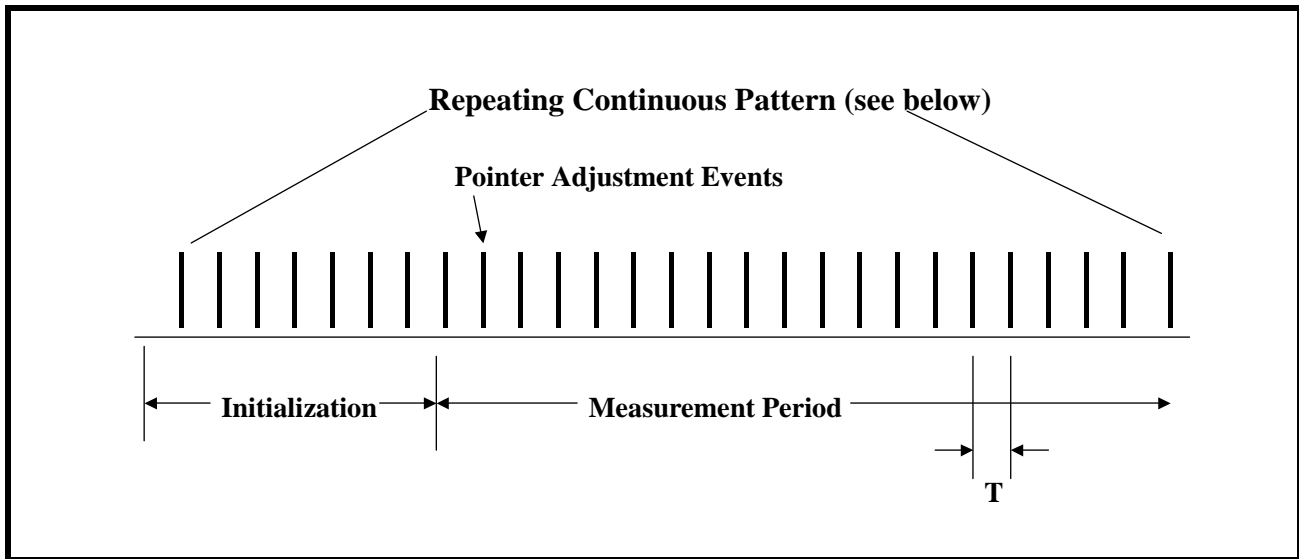 Repeating Continuous Pattern (see below)
Pointer Adjustment Events
Initialization
Measurement Period
T